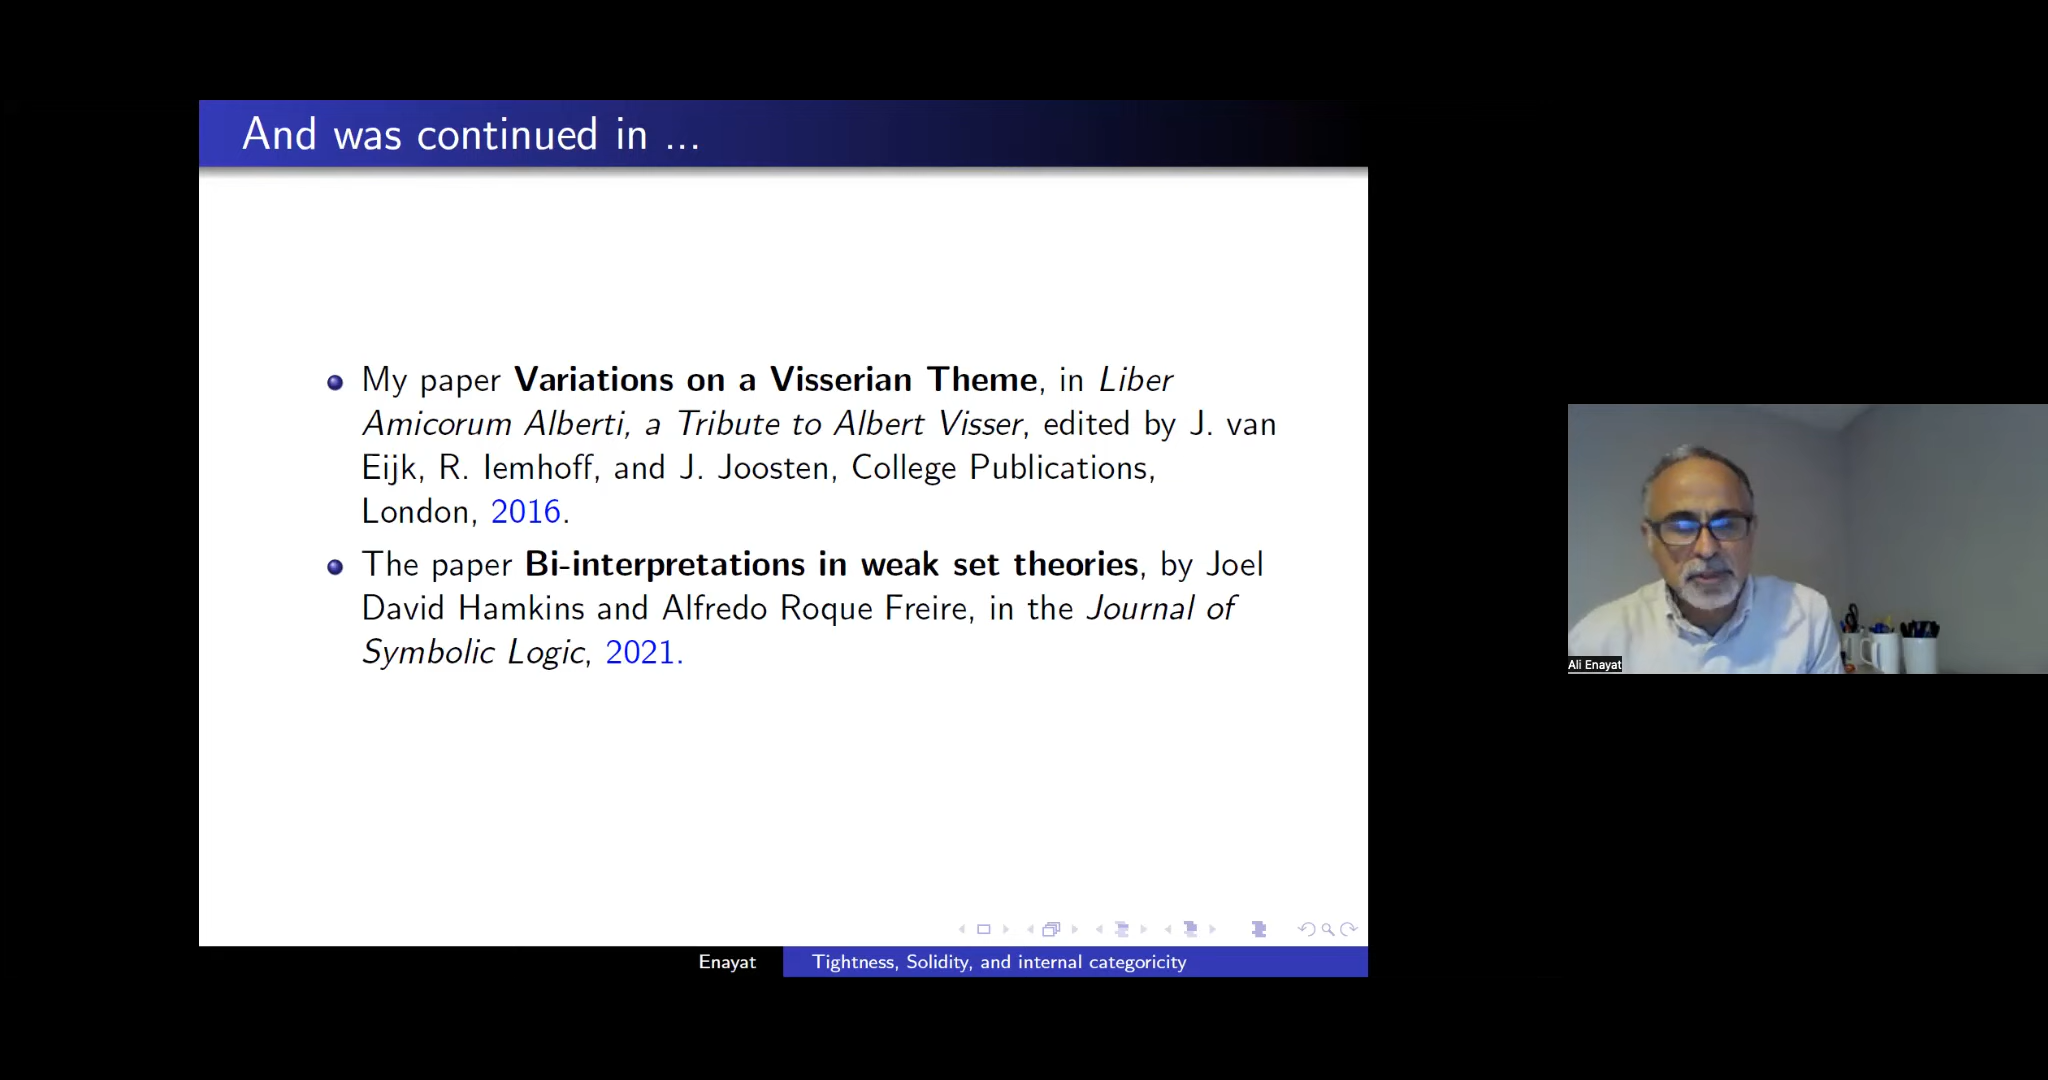 And was continued in ...
My paper Variations on a Visserian Theme, in Liber
Amicorum Alberti, a Tribute to Albert Visser, edited by J. van
Eijk, R. Iemhoff, and J. Joosten, College Publications,
London, 2016.
The paper Bi-interpretations in weak set theories, by Joel
David Hamkins and Alfredo Roque Freire, in the Journal of
Symbolic Logic, 2021.
Ali Enayat
Enayat
Tightness, Solidity, and internal categoricity